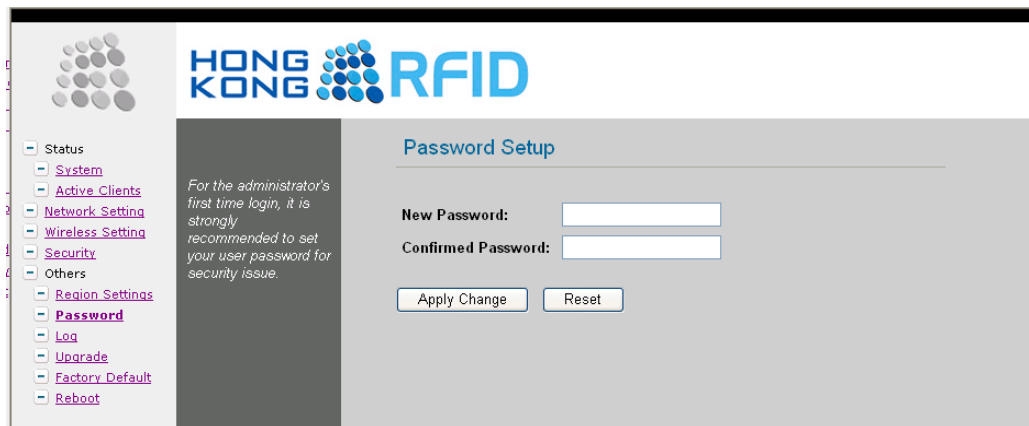 HONG
KONG
RFID
Status
System
Active Clients
Network Setting
Wireless Setting
Security
Others
Region Settings
Password
Log
Upgrade
Factory Default
Reboot
For the administrator's
first time login, it is
strongly
recommended to set
your user password for
security issue.
Password Setup
New Password:
Confirmed Password:
Apply Change
Reset